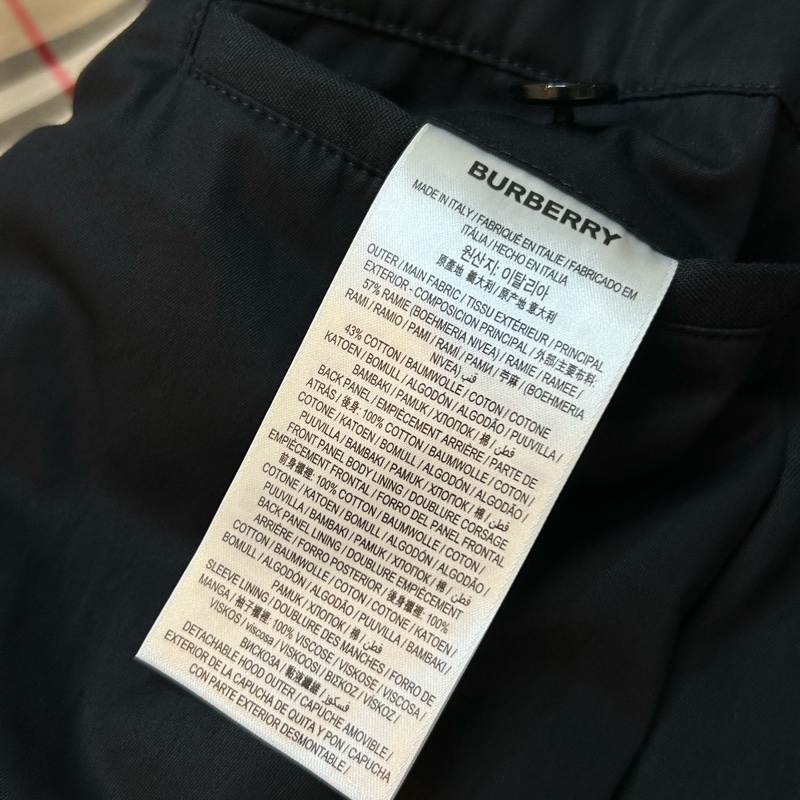 BURBERRY
MADE IN ITALY / FABRIQUÉ EN ITALIE / FABRICADO EM
ITÁLIA / HECHO EN ITALIA
원산지: 이탈리아
原產地 義大利 / 原产地 意大利
OUTER / MAIN FABRIC / TISSU EXTÉRIEUR / PRINCIPAL
EXTERIOR - COMPOSICION PRINCIPAL / 外部主要布料:
57% RAMIE (BOEHMERIA NIVEA) / RAMIE / RAMEE /
RAMI / RAMIO / РАМИ / RAMI / РАМИ / 苧麻 / (BOEHMERIA
NIVEA)
43% COTTON / BAUMWOLLE / COTON / COTONE
KATOEN / BOMULL / ALGODÓN / ALGODÃO / PUUVILLA /
BAMBAKI / PAMUK / ХЛОПОК / 棉 / قطن
BACK PANEL / EMPIÈCEMENT ARRIÈRE / PARTE DE
ATRÁS / 後身: 100% COTTON / BAUMWOLLE / COTON /
COTONE / KATOEN / BOMULL / ALGODÓN / ALGODÃO /
PUUVILLA / BAMBAKI / PAMUK / ХЛОПОК / 棉 / قطن
FRONT PANEL BODY LINING / DOUBLURE CORSAGE
EMPIÈCEMENT FRONTAL / FORRO DEL PANEL FRONTAL
前身襯裡: 100% COTTON / BAUMWOLLE / COTON /
COTONE / KATOEN / BOMULL / ALGODÓN / ALGODÃO /
PUUVILLA / BAMBAKI / PAMUK / ХЛОПОК / 棉 / قطن
BACK PANEL LINING / DOUBLURE EMPIÈCEMENT
ARRIÈRE / FORRO POSTERIOR / 後身襯裡: 100%
COTTON / BAUMWOLLE / COTON / COTONE / KATOEN /
BOMULL / ALGODÓN / ALGODÃO / PUUVILLA / BAMBAKI /
PAMUK / ХЛОПОК / 棉 / قطن
SLEEVE LINING / DOUBLURE DES MANCHES / FORRO DE
MANGA / 袖子襯裡: 100% VISCOSE / VISKOSE / VISCOSA /
VISKOS / viscosa / VISKOOSI / ΒΙΣΚΟΖ / VISKOZ /
ВИСКОЗА / 黏液纖維 / فسكوز
DETACHABLE HOOD OUTER / CAPUCHE AMOVIBLE /
EXTERIOR DE LA CAPUCHA DE QUITA Y PON / CAPUCHA
CON PARTE EXTERIOR DESMONTABLE /